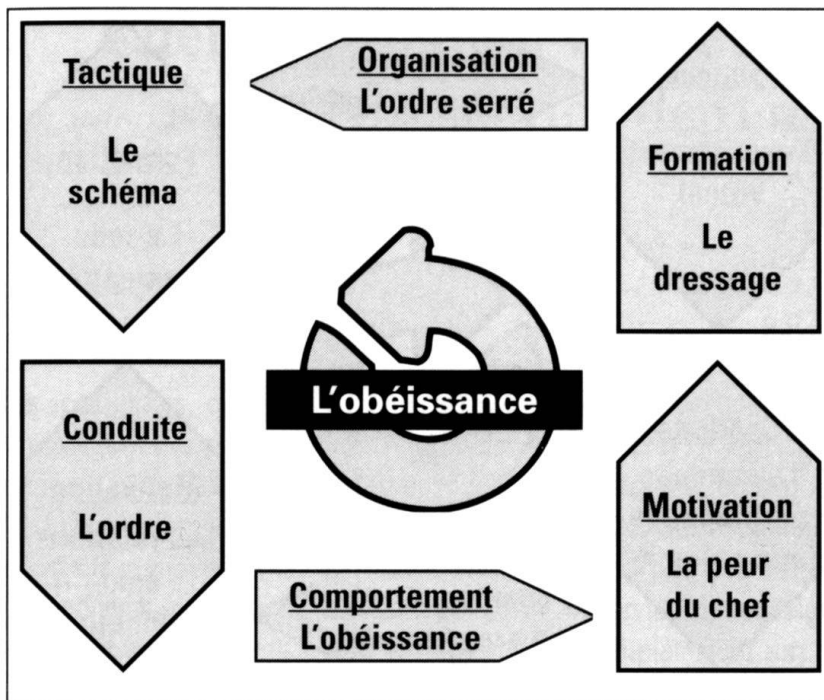 Tactique
Le
schéma
Organisation
L'ordre serré
Formation
Le
dressage
L'obéissance
Conduite
L'ordre
Comportement
L'obéissance
Motivation
La peur
du chef